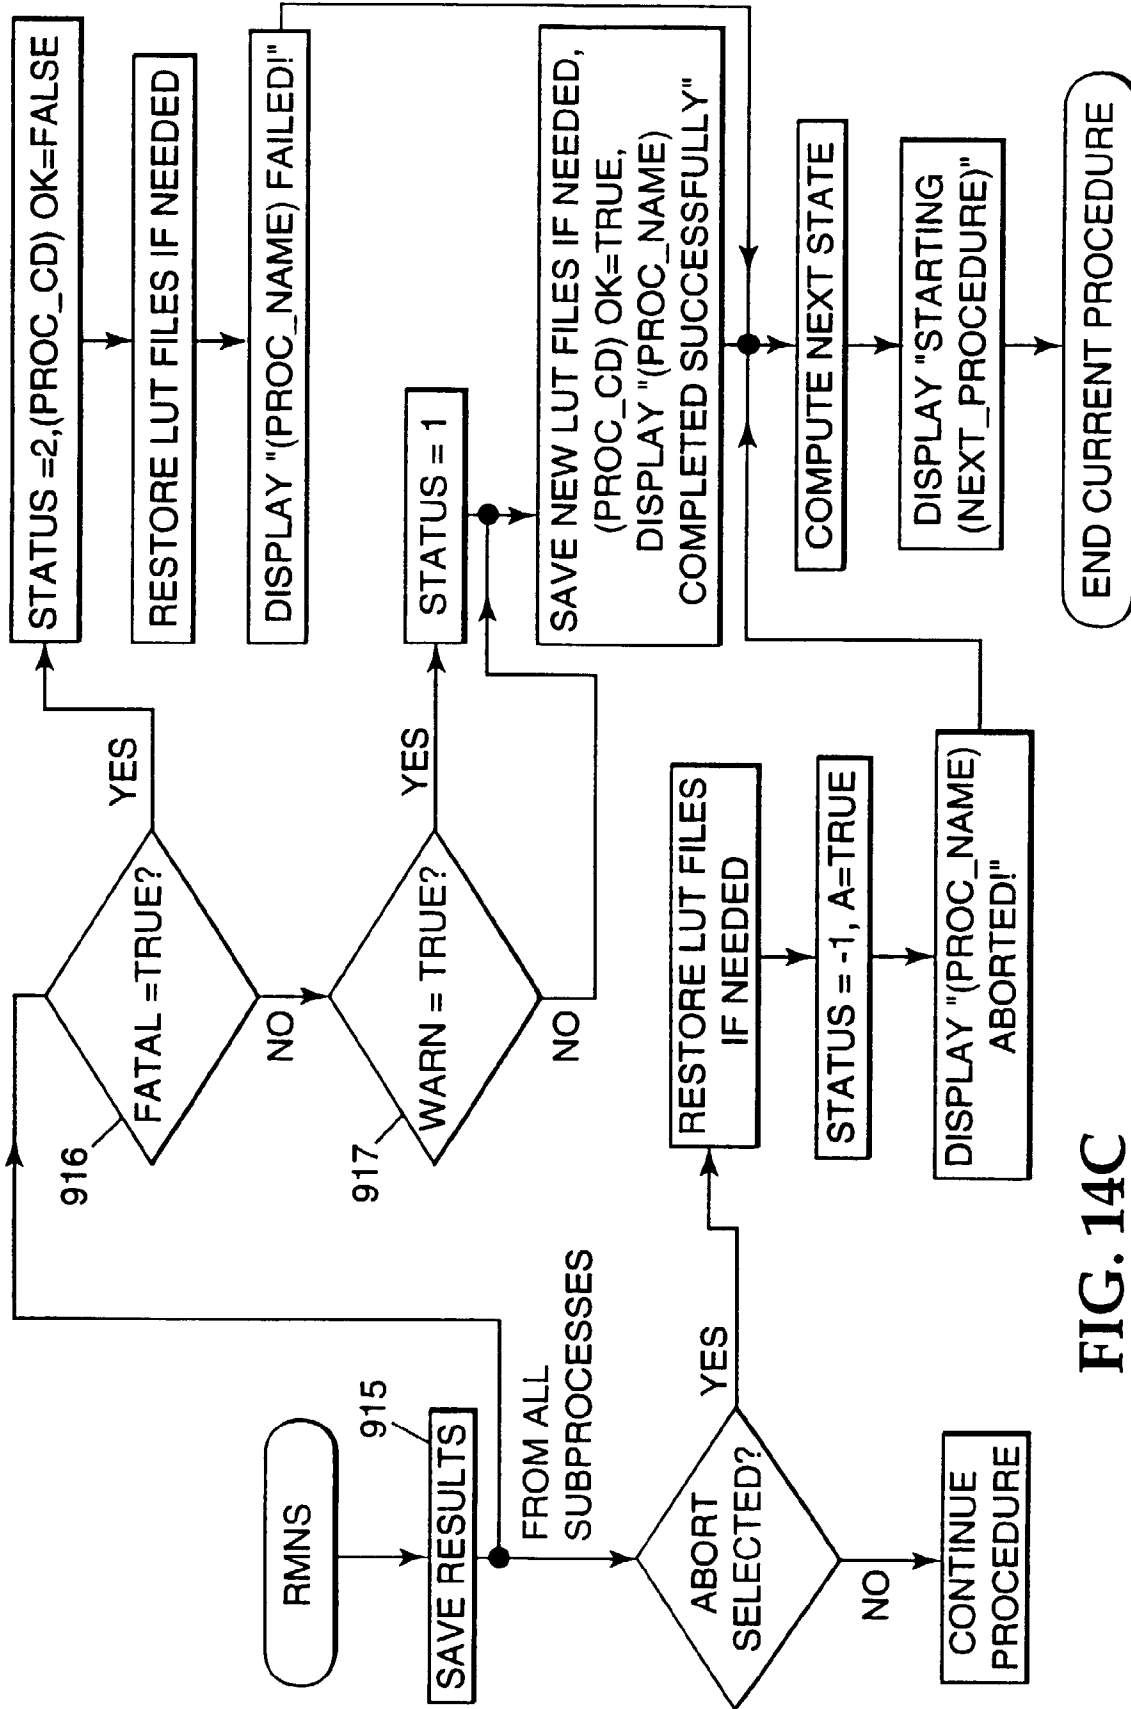 RMNS
915
SAVE RESULTS
FROM ALL
SUBPROCESSES
ABORT
SELECTED?
YES
NO
CONTINUE
PROCEDURE
916
FATAL =TRUE?
YES
NO
917
WARN = TRUE?
YES
NO
RESTORE LUT FILES
IF NEEDED
STATUS = -1, A=TRUE
DISPLAY "(PROC_NAME)
ABORTED!"
STATUS =2,(PROC_CD) OK=FALSE
RESTORE LUT FILES IF NEEDED
DISPLAY "(PROC_NAME) FAILED!"
STATUS = 1
SAVE NEW LUT FILES IF NEEDED,
(PROC_CD) OK=TRUE,
DISPLAY "(PROC_NAME)
COMPLETED SUCCESSFULLY"
COMPUTE NEXT STATE
DISPLAY "STARTING
(NEXT_PROCEDURE)"
END CURRENT PROCEDURE
FIG. 14C